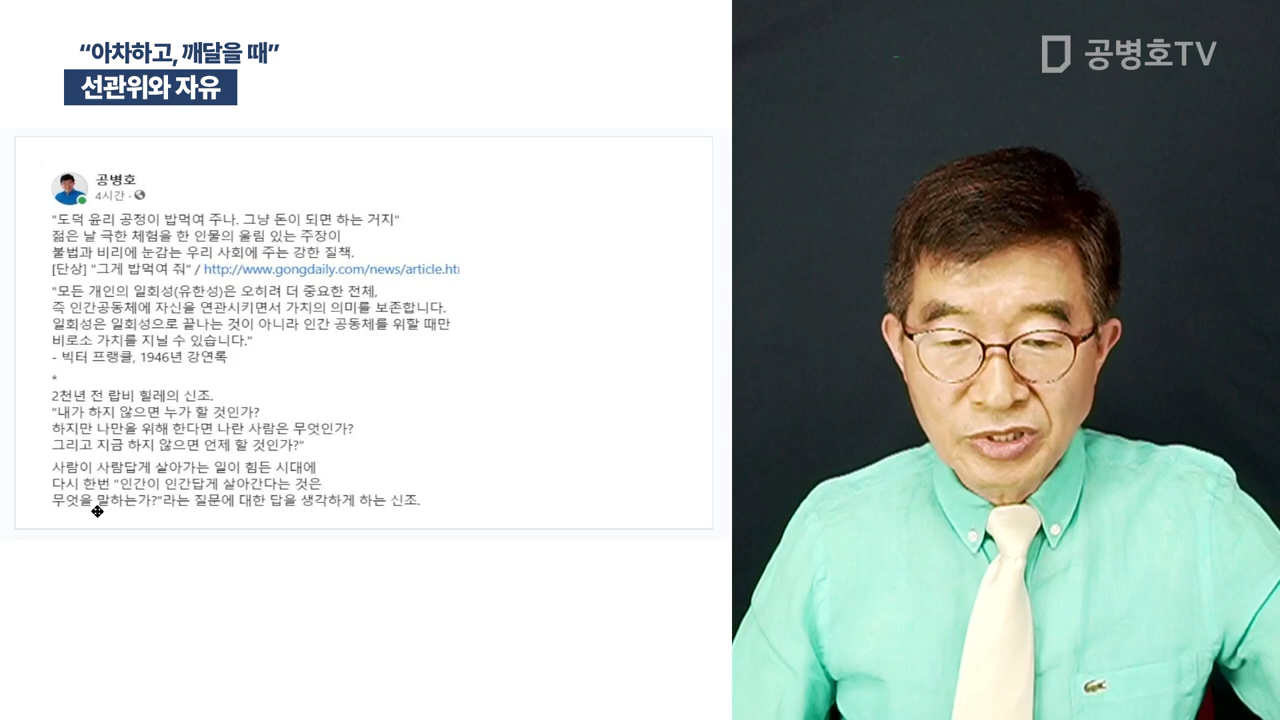 “아차하고, 깨달을 때”
선관위와 자유
공병호TV
공병호
4시간 ·
"도덕 윤리 공정이 밥먹여 주나. 그냥 돈이 되면 하는 거지"
젊은 날 극한 체험을 한 인물의 울림 있는 주장이
불법과 비리에 눈감는 우리 사회에 주는 강한 질책.
[단상] "그게 밥먹여 줘" / http://www.gongdaily.com/news/article.ht
"모든 개인의 일회성(유한성)은 오히려 더 중요한 전체,
즉 인간공동체에 자신을 연관시키면서 가치의 의미를 보존합니다.
일회성은 일회성으로 끝나는 것이 아니라 인간 공동체를 위할 때만
비로소 가치를 지닐 수 있습니다."
- 빅터 프랭클, 1946년 강연록
*
2천년 전 랍비 힐레의 신조.
"내가 하지 않으면 누가 할 것인가?
하지만 나만을 위해 한다면 나란 사람은 무엇인가?
그리고 지금 하지 않으면 언제 할 것인가?"
사람이 사람답게 살아가는 일이 힘든 시대에
다시 한번 "인간이 인간답게 살아간다는 것은
무엇을 말하는가?"라는 질문에 대한 답을 생각하게 하는 신조.